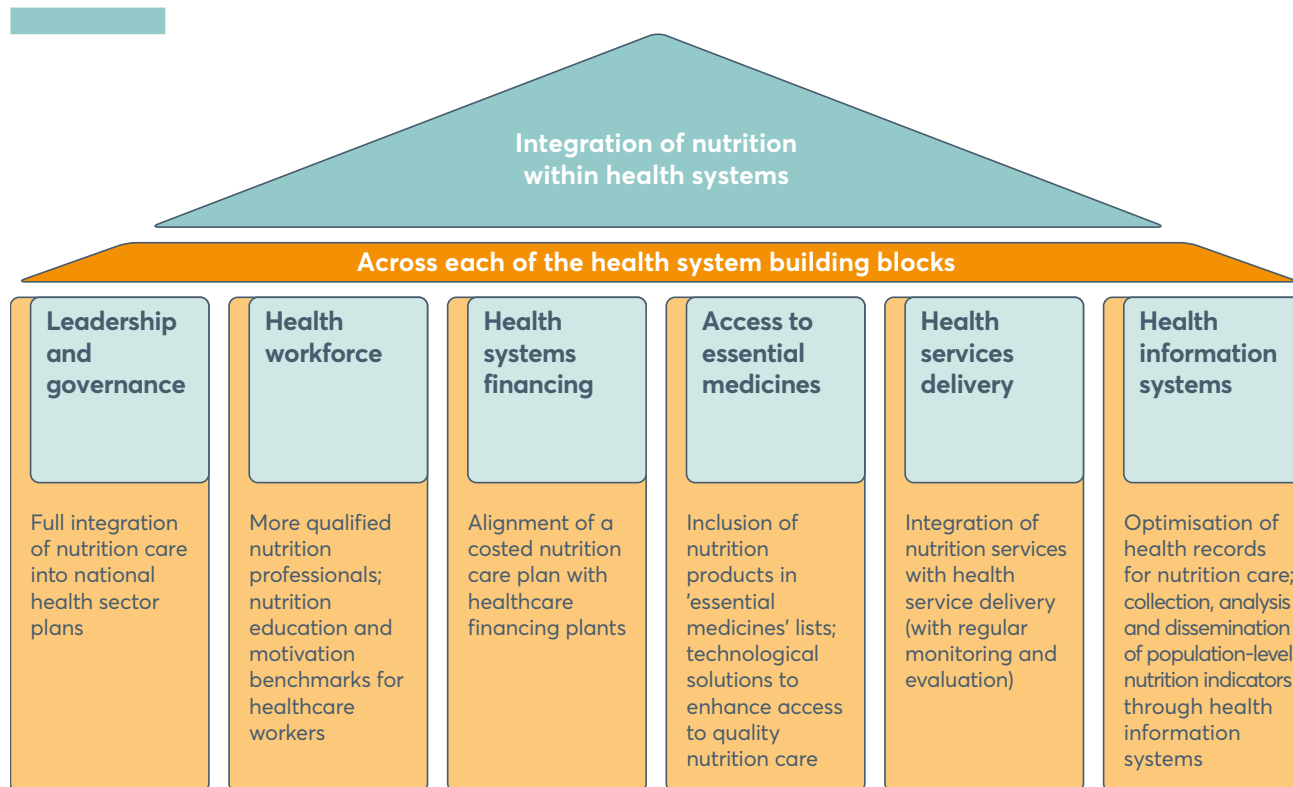 Integration of nutrition
within health systems
Across each of the health system building blocks
Leadership
and
governance
Full integration
of nutrition care
into national
health sector
plans
Health
workforce
More qualified
nutrition
professionals;
nutrition
education and
motivation
benchmarks for
healthcare
workers
Health
systems
financing
Alignment of a
costed nutrition
care plan with
healthcare
financing plants
Access to
essential
medicines
Inclusion of
nutrition
products in
'essential
medicines' lists;
technological
solutions to
enhance access
to quality
nutrition care
Health
services
delivery
Integration of
nutrition services
with health
service delivery
(with regular
monitoring and
evaluation)
Health
information
systems
Optimisation of
health records
for nutrition care;
collection, analysis
and dissemination
of population-level
nutrition indicators
through health
information
systems